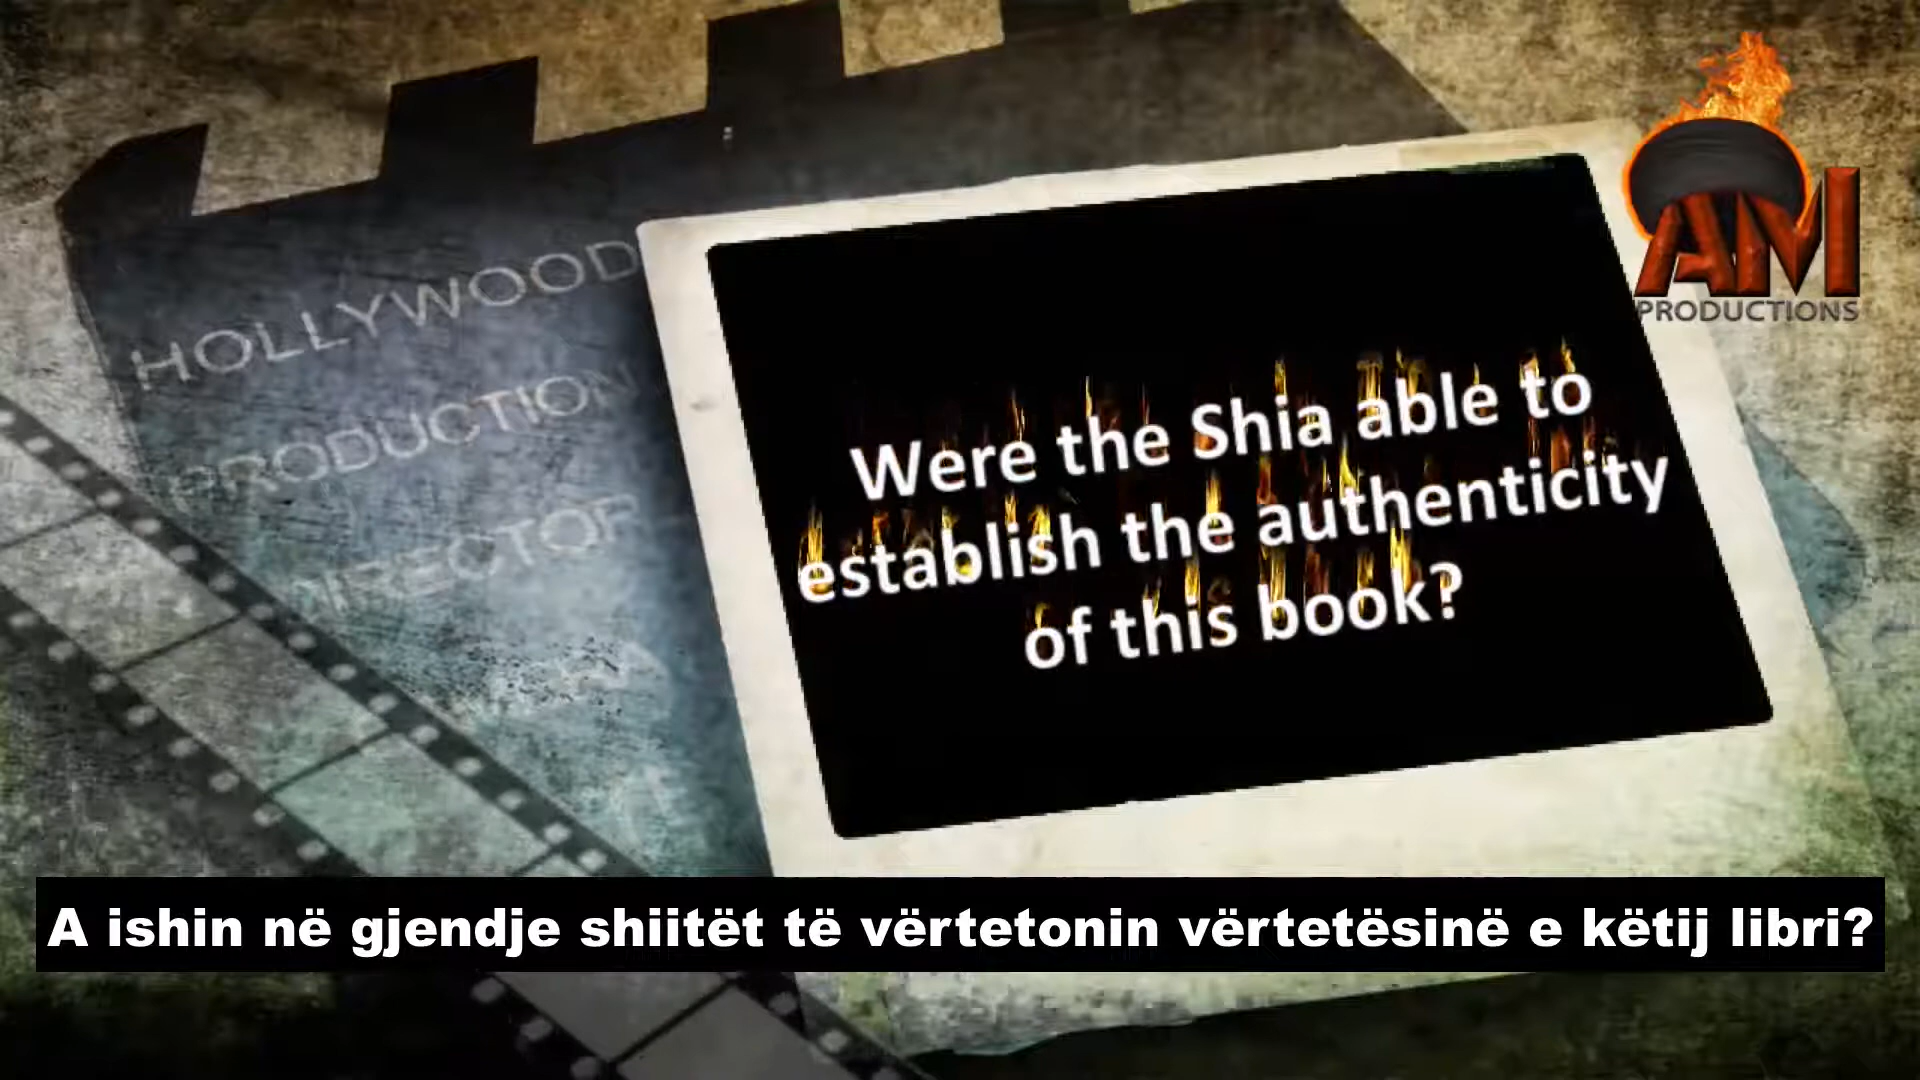 HOLLYWOOD
PRODUCTION
DIRECTOR
AM
PRODUCTIONS
Were the Shia able to
establish the authenticity
of this book?
A ishin në gjendje shiitët të vërtetonin vërtetësinë e këtij libri?